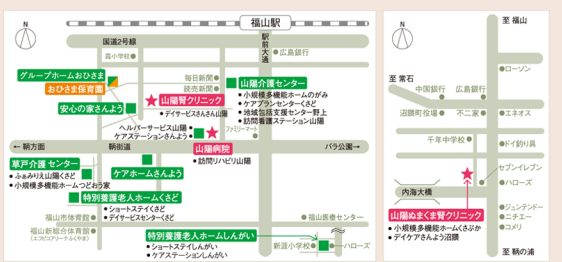 N
福山駅
国道2号線
駅前大通
広島銀行
霞小学校
グループホームおひさま
おひさま保育園
毎日新聞
読売新聞
山陽介護センター
● 小規模多機能ホームのがみ
● ケアプランセンターくさど
● 地域包括支援センター野上
● 訪問看護ステーション山陽
安心の家さんよう
山陽腎クリニック
● デイサービスさんさん山陽
ヘルパーサービス山陽
ケアステーションさんよう
ファミリーマート
← 鞆方面
鞆街道
山陽病院
● 訪問リハビリ山陽
バラ公園→
草戸介護センター
● ふぁみりえ山陽くさど
● 小規模多機能ホームつどおう家
ケアホームさんよう
特別養護老人ホームくさど
● ショートステイくさど
● デイサービスセンターくさど
福山市体育館
福山新総合体育館
(エフピコアリーナふくやま)
福山医療センター
特別養護老人ホームしんがい
● ショートステイしんがい
● ケアステーションしんがい
新涯小学校
ハローズ
N
至 福山
ローソン
至 常石
中国銀行
広島銀行
沼隈町役場
不二家
エネオス
千年中学校
ドイ釣り具
セブンイレブン
ハローズ
内海大橋
山陽ぬまくま腎クリニック
● 小規模多機能ホームくさぶか
● デイケアさんよう沼隈
ジュンテンドー
ニチエー
コメリ
至 鞆の浦